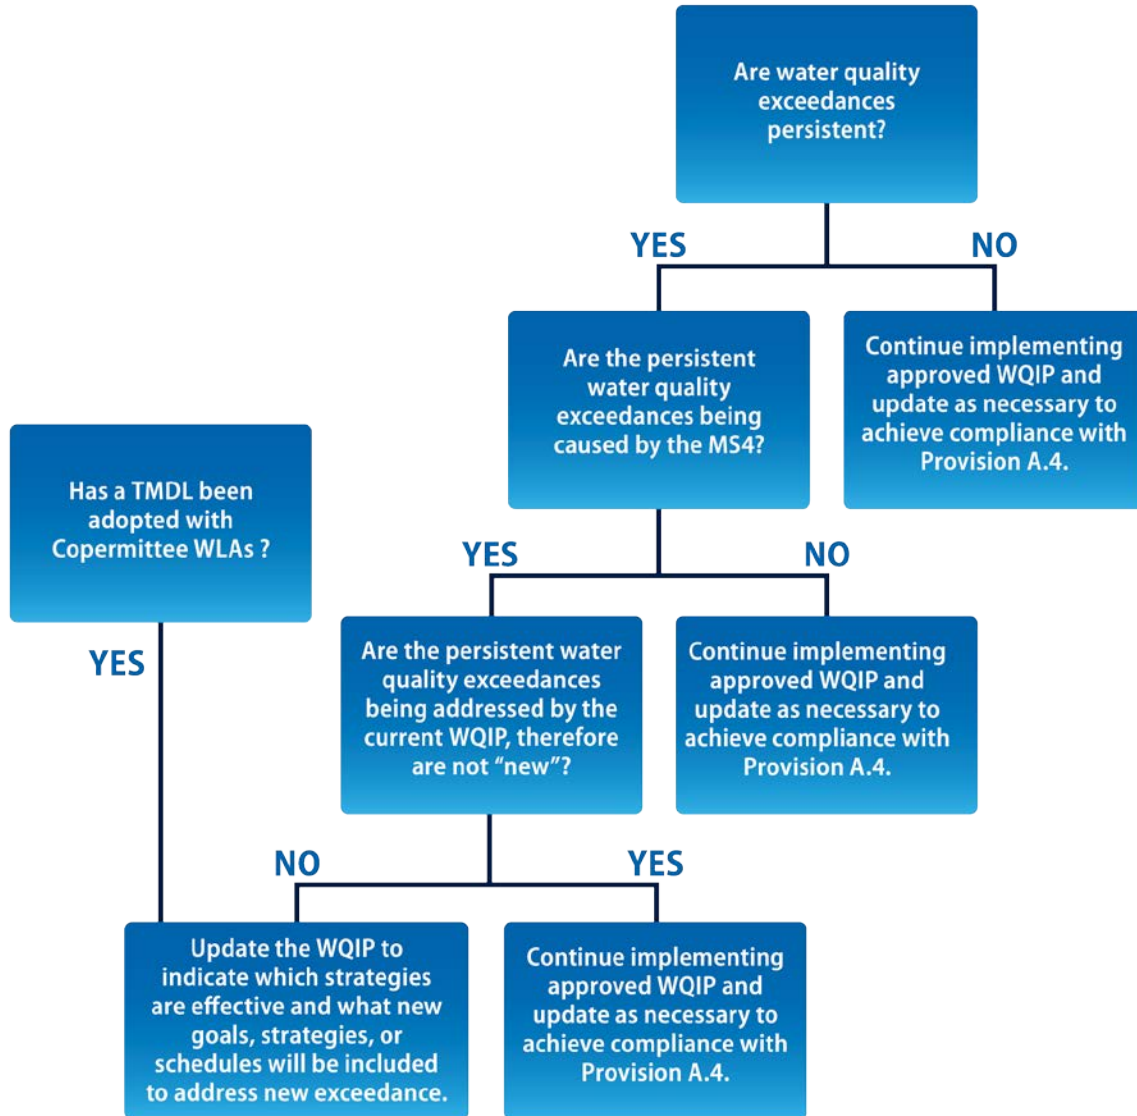 Are water quality
exceedances
persistent?
YES
NO
Are the persistent
water quality
exceedances being
caused by the MS4?
Continue implementing
approved WQIP and
update as necessary to
achieve compliance with
Provision A.4.
Has a TMDL been
adopted with
Copermittee WLAs ?
YES
YES
NO
Are the persistent water
quality exceedances
being addressed by the
current WQIP, therefore
are not “new”?
Continue implementing
approved WQIP and
update as necessary to
achieve compliance with
Provision A.4.
NO
YES
Update the WQIP to
indicate which strategies
are effective and what new
goals, strategies, or
schedules will be included
to address new exceedance.
Continue implementing
approved WQIP and
update as necessary to
achieve compliance with
Provision A.4.